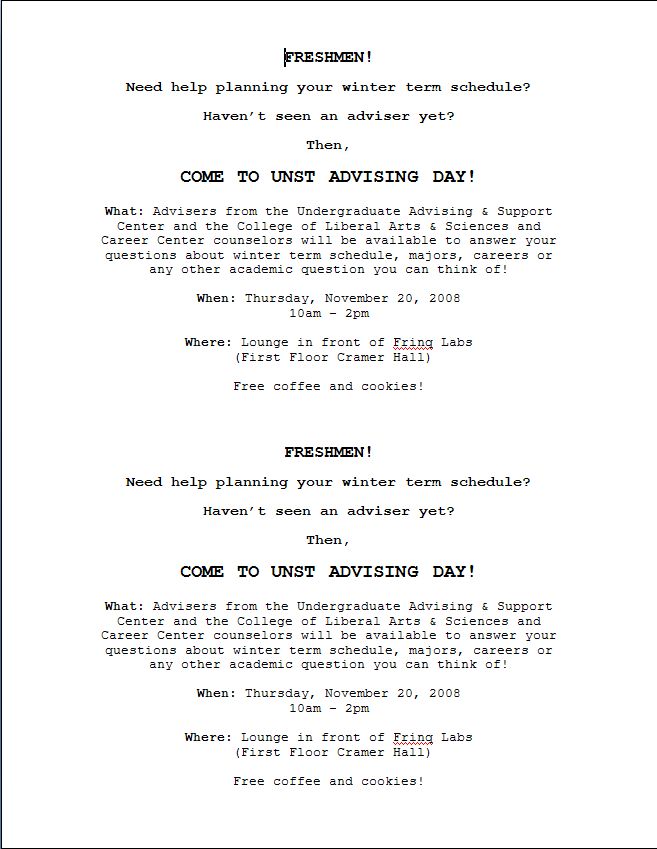 FRESHMEN!
Need help planning your winter term schedule?
Haven't seen an adviser yet?
Then,
COME TO UNST ADVISING DAY!
What: Advisers from the Undergraduate Advising & Support
Center and the College of Liberal Arts & Sciences and
Career Center counselors will be available to answer your
questions about winter term schedule, majors, careers or
any other academic question you can think of!
When: Thursday, November 20, 2008
10am – 2pm
Where: Lounge in front of Frinq Labs
(First Floor Cramer Hall)
Free coffee and cookies!
FRESHMEN!
Need help planning your winter term schedule?
Haven't seen an adviser yet?
Then,
COME TO UNST ADVISING DAY!
What: Advisers from the Undergraduate Advising & Support
Center and the College of Liberal Arts & Sciences and
Career Center counselors will be available to answer your
questions about winter term schedule, majors, careers or
any other academic question you can think of!
When: Thursday, November 20, 2008
10am – 2pm
Where: Lounge in front of Frinq Labs
(First Floor Cramer Hall)
Free coffee and cookies!